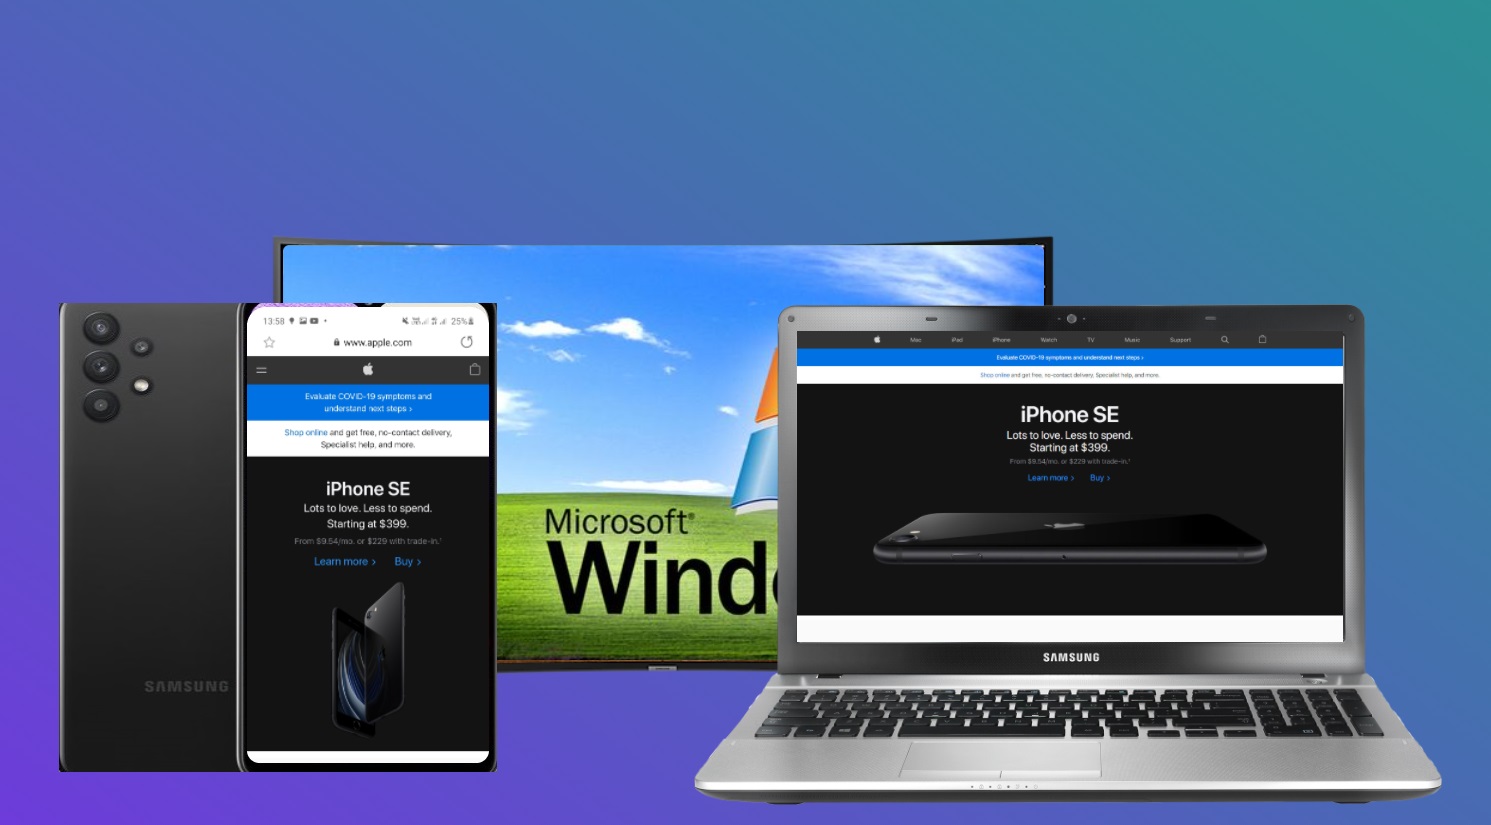 13:58
25%
www.apple.com
Evaluate COVID-19 symptoms and
understand next steps ›
Shop online and get free, no-contact delivery,
Specialist help, and more.
iPhone SE
Lots to love. Less to spend.
Starting at $399.
From $9.54/mo. or $229 with trade-in.¹
Learn more › Buy ›
SAMSUNG
Microsoft®
Windo
Mac iPad iPhone Watch TV Music Support
Evaluate COVID-19 symptoms and understand next steps ›
Shop online and get free, no-contact delivery, Specialist help, and more.
iPhone SE
Lots to love. Less to spend.
Starting at $399.
From $9.54/mo. or $229 with trade-in.¹
Learn more › Buy ›
SAMSUNG